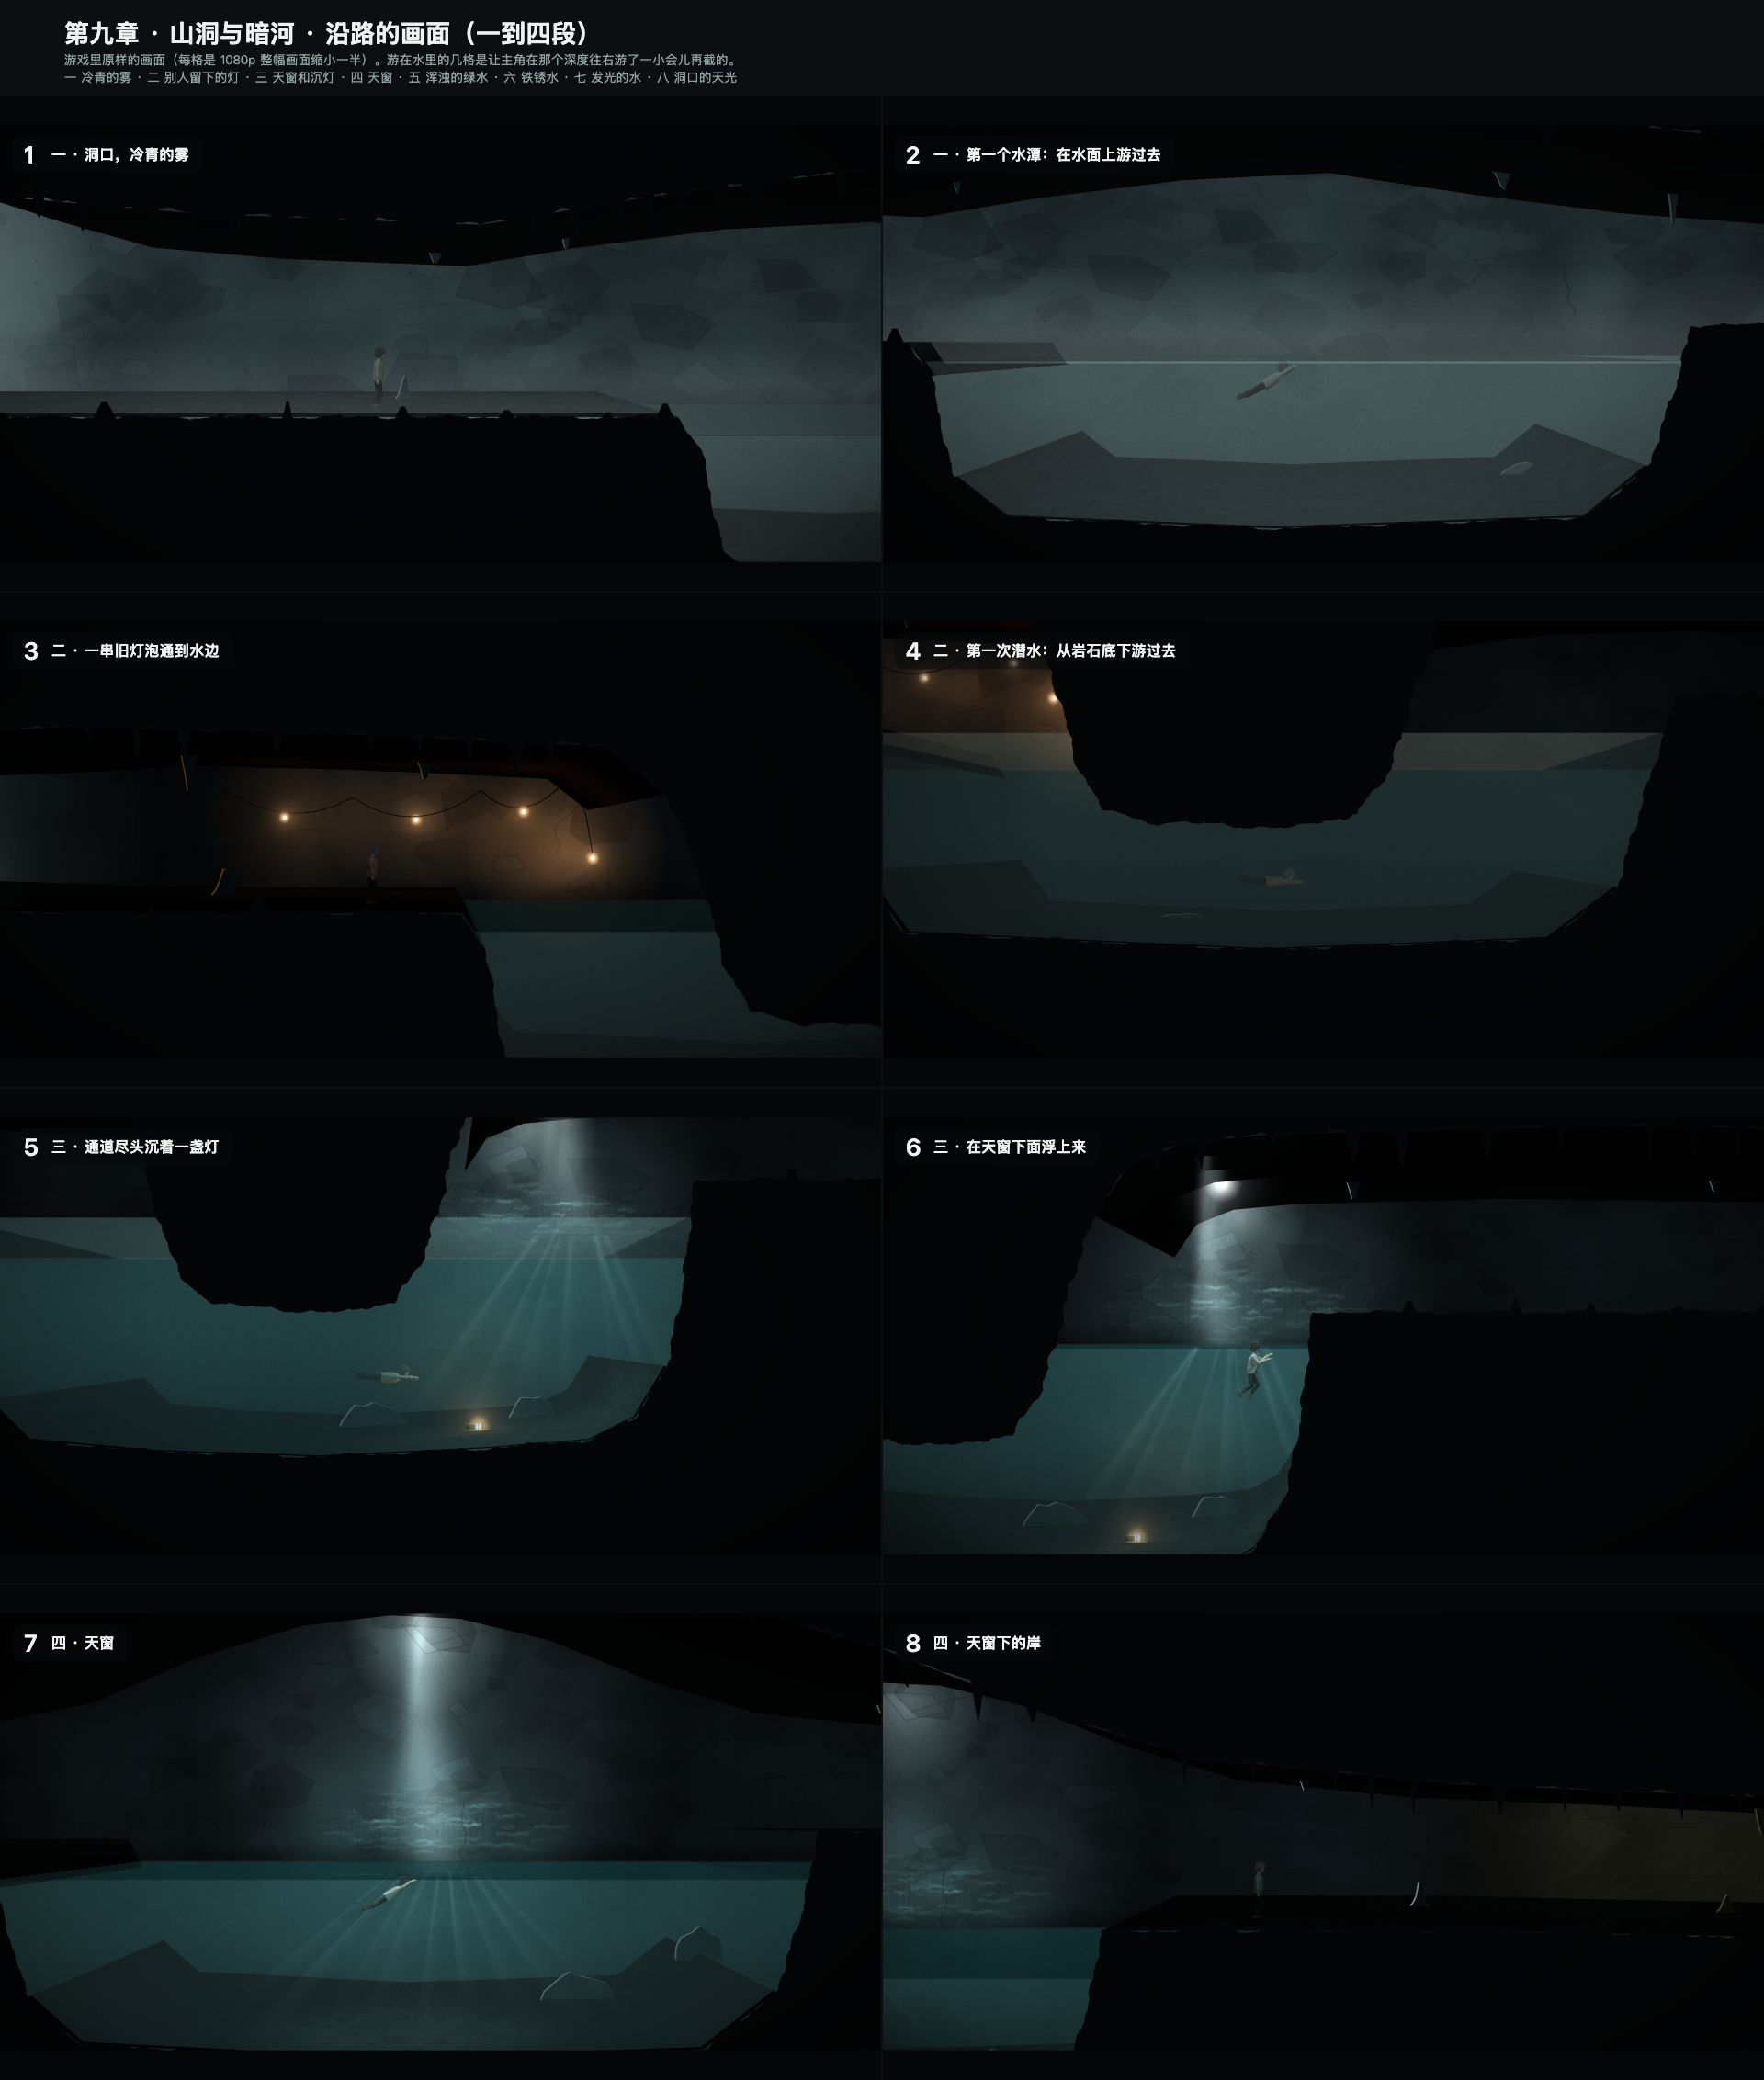 第九章 · 山洞与暗河 · 沿路的画面（一到四段）
游戏里原样的画面（每格是 1080p 整幅画面缩小一半）。游在水里的几格是让主角在那个深度往右游了一小会儿再截的。
一 冷青的雾 · 二 别人留下的灯 · 三 天窗和沉灯 · 四 天窗 · 五 浑浊的绿水 · 六 铁锈水 · 七 发光的水 · 八 洞口的天光
1 一 · 洞口，冷青的雾
2 一 · 第一个水潭：在水面上游过去
3 二 · 一串旧灯泡通到水边
4 二 · 第一次潜水：从岩石底下游过去
5 三 · 通道尽头沉着一盏灯
6 三 · 在天窗下面浮上来
7 四 · 天窗
8 四 · 天窗下的岸